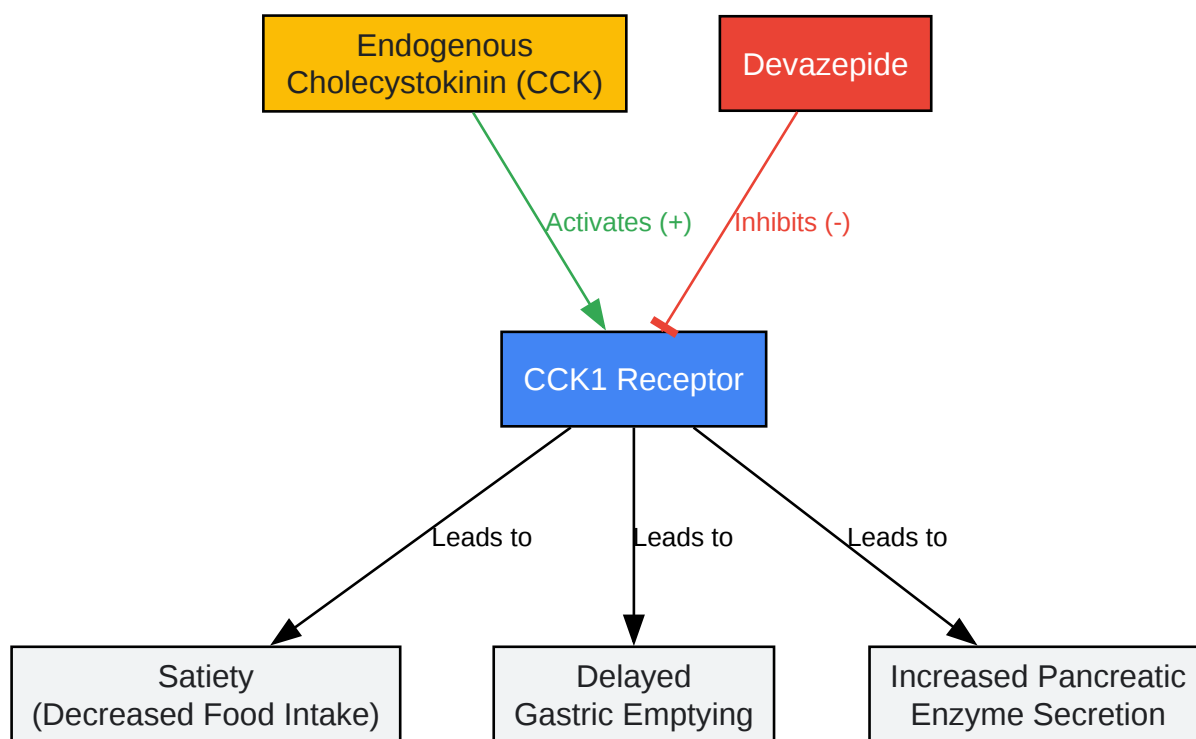 Endogenous
Cholecystokinin (CCK)
Devazepide
Activates (+)
Inhibits (-)
CCK1 Receptor
Leads to
Leads to
Leads to
Satiety
(Decreased Food Intake)
Delayed
Gastric Emptying
Increased Pancreatic
Enzyme Secretion